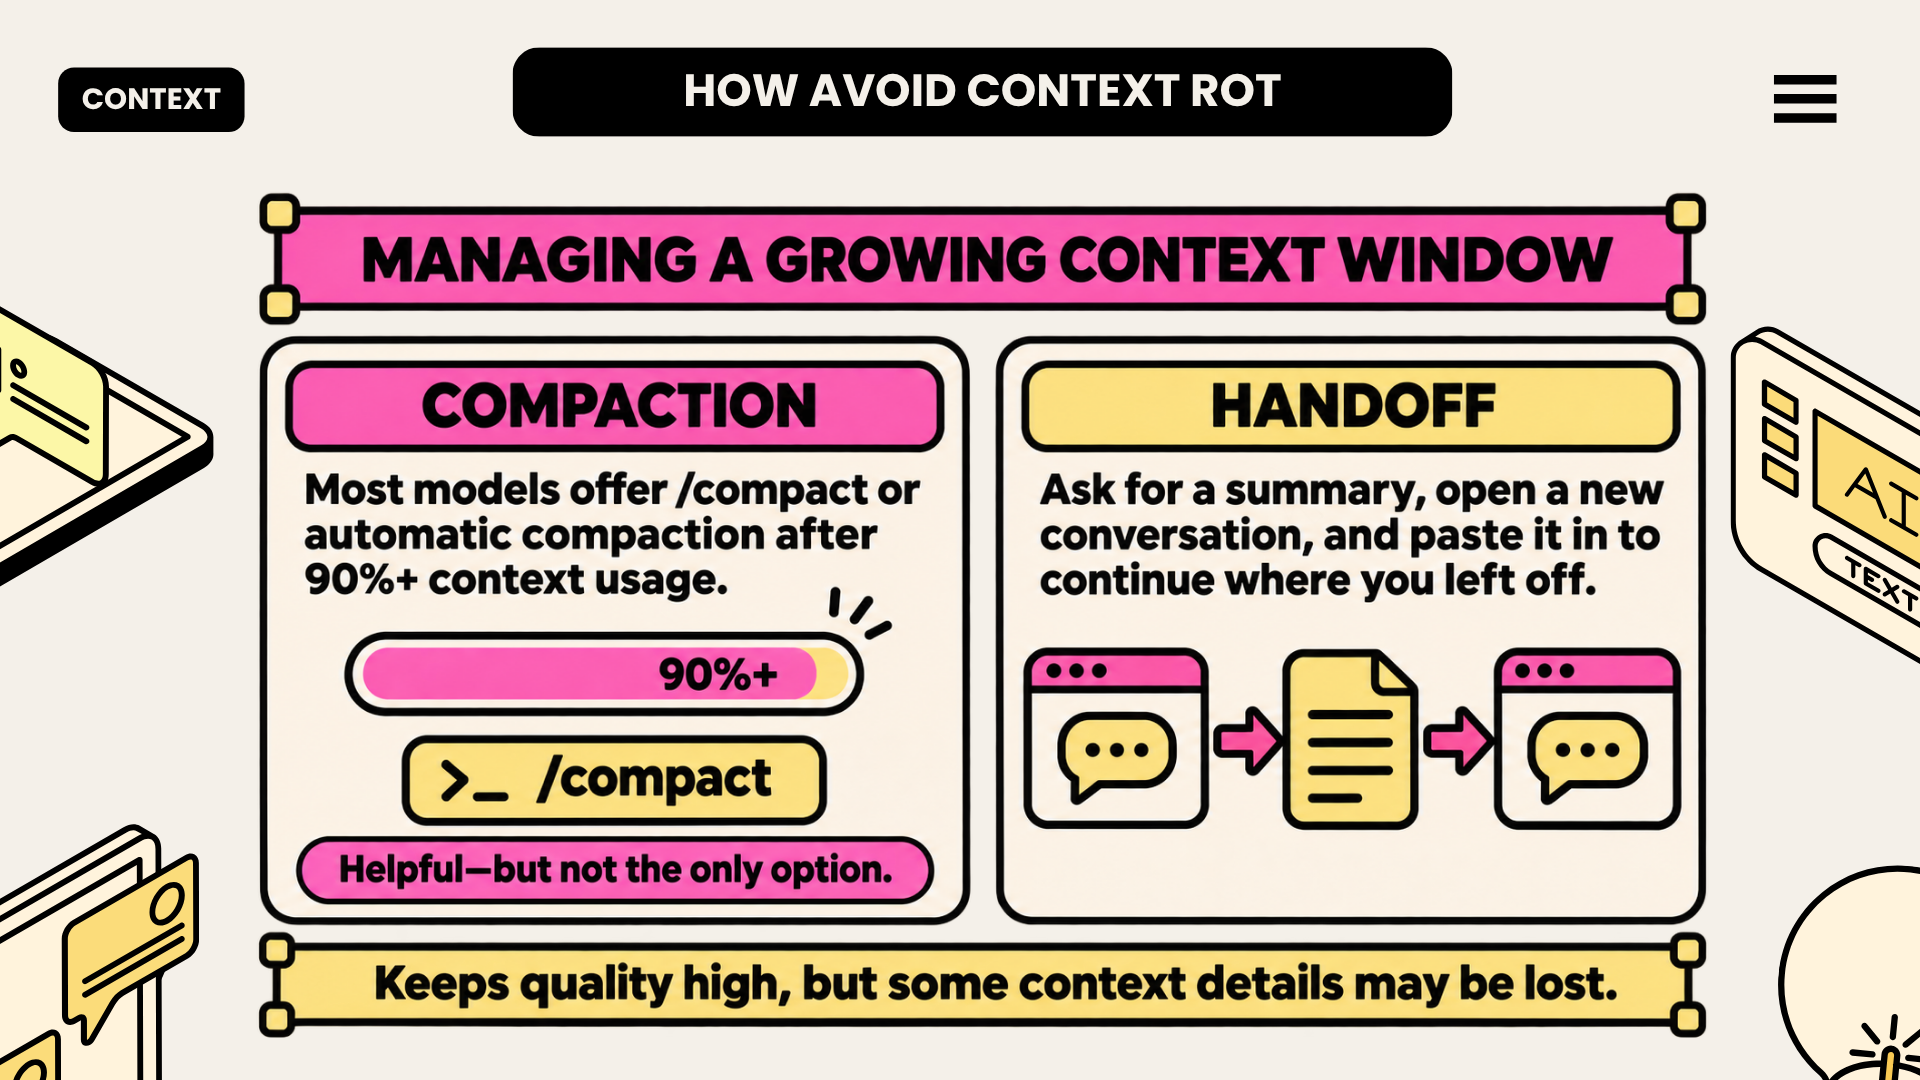 CONTEXT
HOW AVOID CONTEXT ROT
MANAGING A GROWING CONTEXT WINDOW
COMPACTION
Most models offer /compact or
automatic compaction after
90%+ context usage.
90%+
>_ /compact
Helpful—but not the only option.
HANDOFF
Ask for a summary, open a new
conversation, and paste it in to
continue where you left off.
Keeps quality high, but some context details may be lost.
AI
TEXT